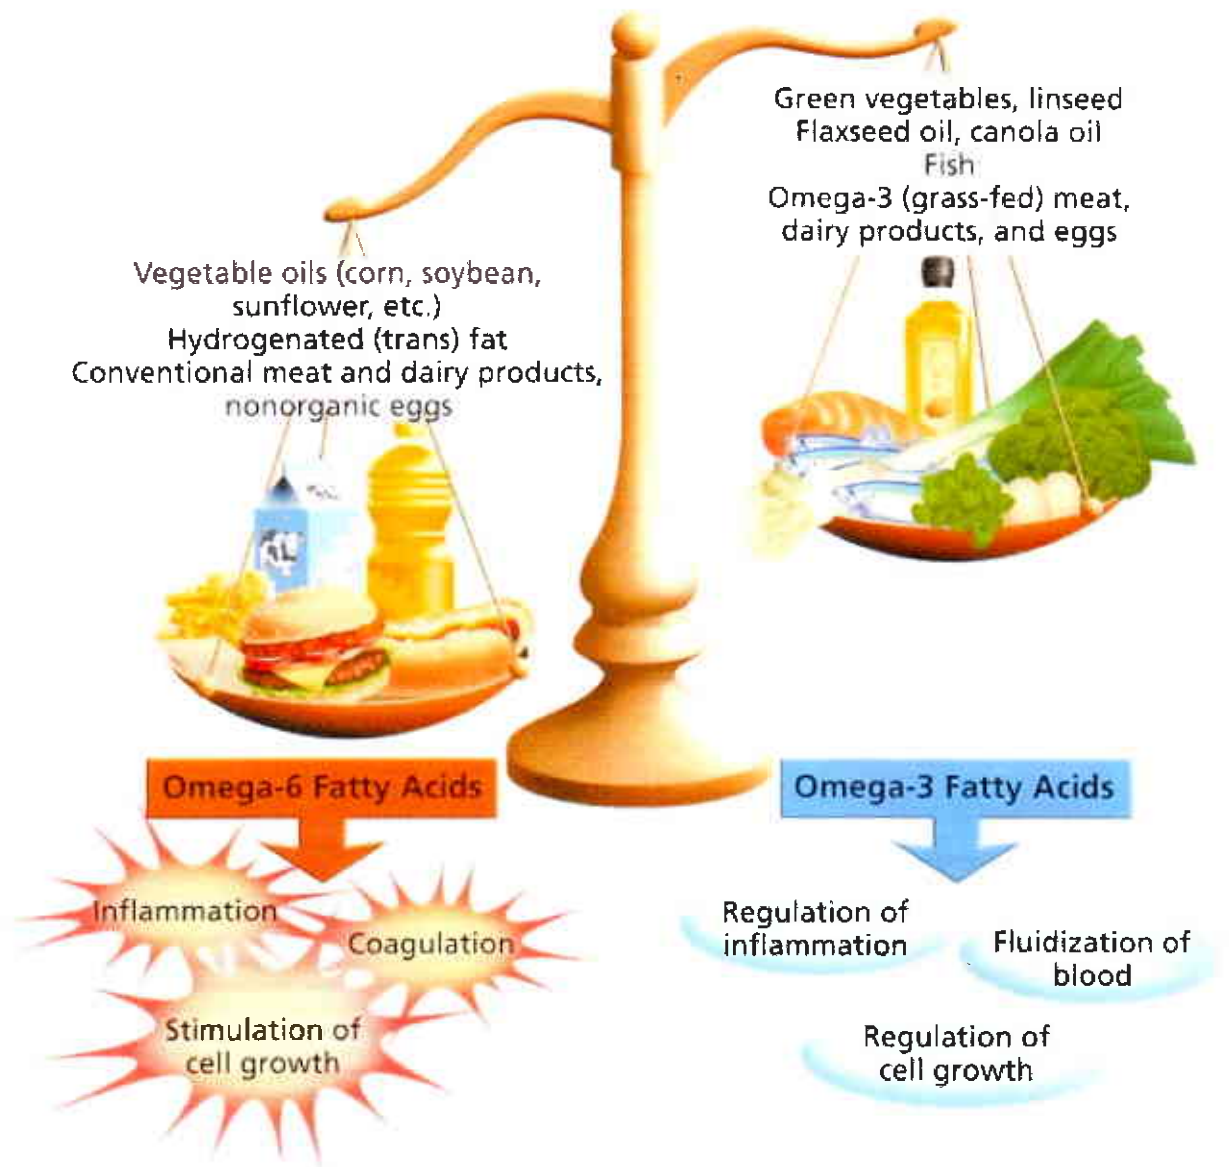 Green vegetables, linseed
Flaxseed oil, canola oil
Fish
Omega-3 (grass-fed) meat,
dairy products, and eggs
Vegetable oils (corn, soybean,
sunflower, etc.)
Hydrogenated (trans) fat
Conventional meat and dairy products,
nonorganic eggs
Omega-6 Fatty Acids
Inflammation
Coagulation
Stimulation of
cell growth
Omega-3 Fatty Acids
Regulation of
inflammation
Fluidization of
blood
Regulation of
cell growth